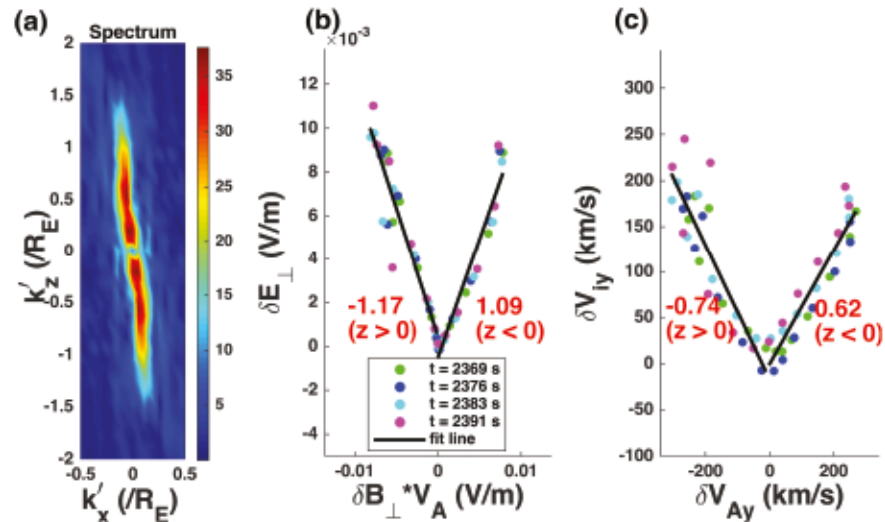 (a)
Spectrum
2
1.5
1
0.5
0
-0.5
-1
-1.5
-2
-0.5
0
0.5
k'z (/RE)
k'x (/RE)
35
30
25
20
15
10
5
(b)
×10⁻³
12
10
8
6
4
2
0
-2
-4
-0.01
0
0.01
δE⊥ (V/m)
δB⊥*VA (V/m)
-1.17
(z > 0)
1.09
(z < 0)
t = 2369 s
t = 2376 s
t = 2383 s
t = 2391 s
fit line
(c)
300
250
200
150
100
50
0
-50
-100
-200
0
200
δViy (km/s)
δVAy (km/s)
-0.74
(z > 0)
0.62
(z < 0)